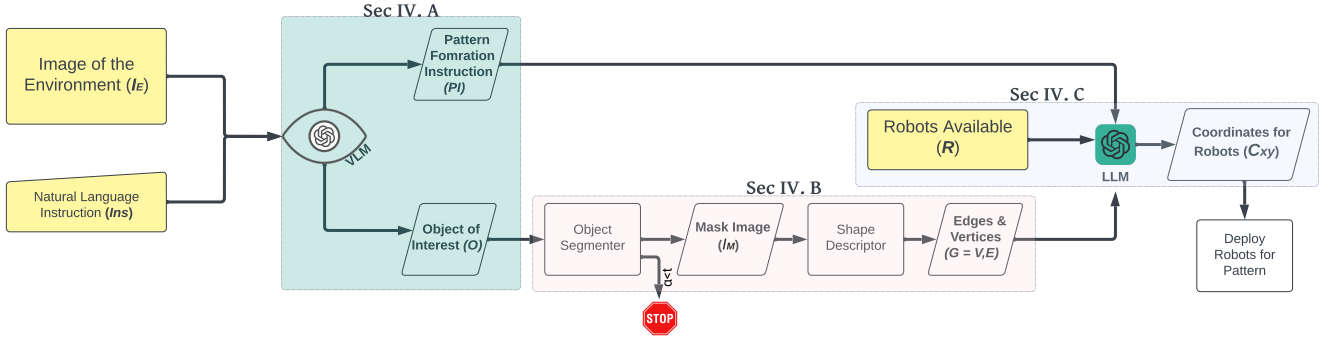 Sec IV. A
Image of the
Environment (IE)
Natural Language
Instruction (Ins)
VLM
Pattern
Fomration
Instruction
(PI)
Object of
Interest (O)
Sec IV. B
Object
Segmenter
α<t
STOP
Mask Image
(IM)
Shape
Descriptor
Edges &
Vertices
(G = V,E)
Sec IV. C
Robots Available
(R)
LLM
Coordinates for
Robots (Cxy)
Deploy
Robots for
Pattern